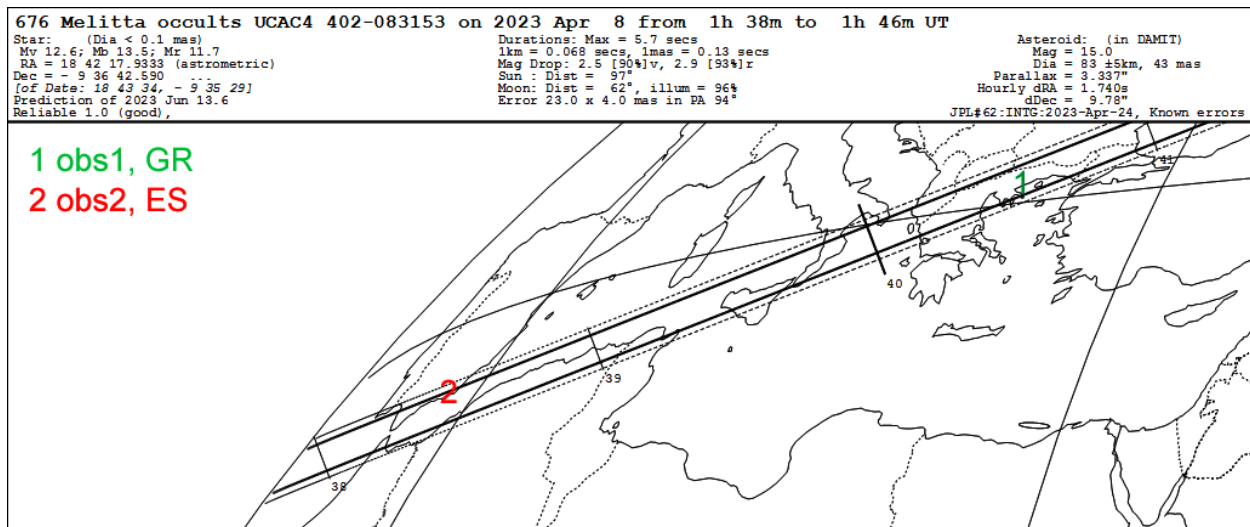 676 Melitta occults UCAC4 402-083153 on 2023 Apr  8 from  1h 38m to  1h 46m UT
Star:    (Dia < 0.1 mas)
Mv 12.6; Mb 13.5; Mr 11.7
RA = 18 42 17.9333 (astrometric)
Dec = - 9 36 42.590   ...
[of Date: 18 43 34, - 9 35 29]
Prediction of 2023 Jun 13.6
Reliable 1.0 (good),
Durations: Max = 5.7 secs
1km = 0.068 secs, 1mas = 0.13 secs
Mag Drop: 2.5 [90%]v, 2.9 [93%]r
Sun : Dist =  97°
Moon: Dist =  62°, illum = 96%
Error 23.0 x 4.0 mas in PA 94°
Asteroid:  (in DAMIT)
Mag = 15.0
Dia = 83 ±5km, 43 mas
Parallax = 3.337"
Hourly dRA = 1.740s
dDec = 9.78"
JPL#62:INTG:2023-Apr-24, Known errors
1 obs1, GR
2 obs2, ES
41
1
40
39
2
38